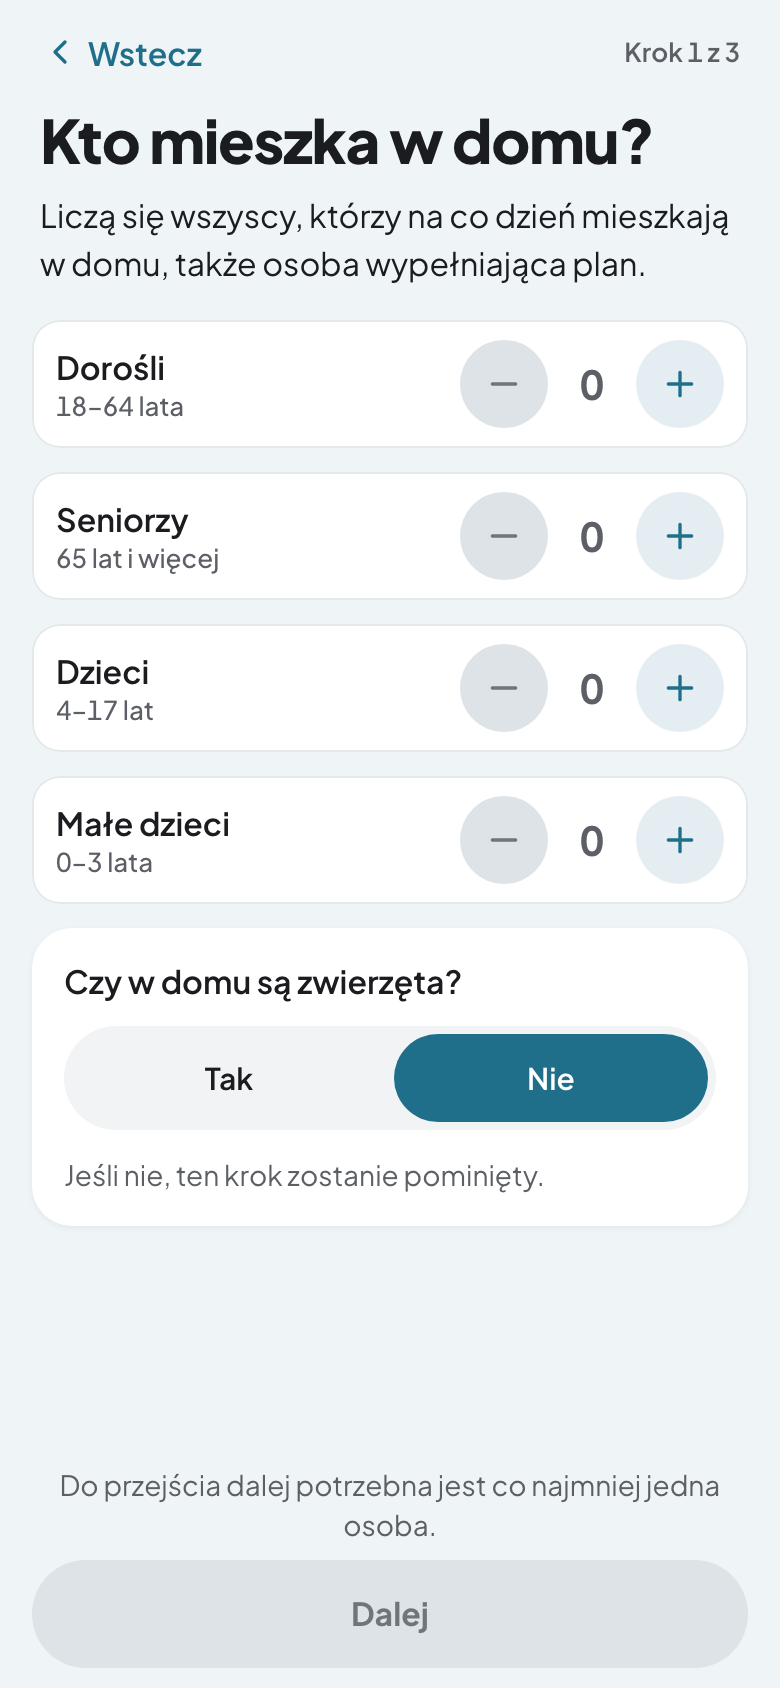 Wstecz
Krok 1 z 3
Kto mieszka w domu?
Liczą się wszyscy, którzy na co dzień mieszkają
w domu, także osoba wypełniająca plan.
Dorośli
18–64 lata
0
Seniorzy
65 lat i więcej
0
Dzieci
4–17 lat
0
Małe dzieci
0–3 lata
0
Czy w domu są zwierzęta?
Tak
Nie
Jeśli nie, ten krok zostanie pominięty.
Do przejścia dalej potrzebna jest co najmniej jedna
osoba.
Dalej